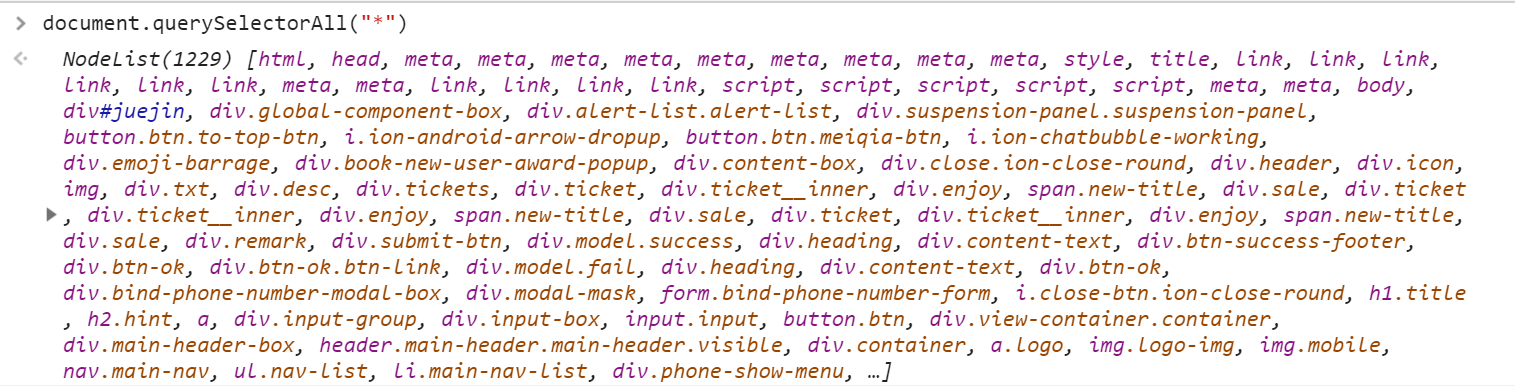 > document.querySelectorAll("*")
NodeList(1229) [html, head, meta, meta, meta, meta, meta, meta, meta, meta, meta, style, title, link, link, link,
link, link, link, meta, meta, link, link, link, link, script, script, script, script, script, meta, meta, body,
div#juejin, div.global-component-box, div.alert-list.alert-list, div.suspension-panel.suspension-panel,
button.btn.to-top-btn, i.ion-android-arrow-dropup, button.btn.meiqia-btn, i.ion-chatbubble-working,
div.emoji-barrage, div.book-new-user-award-popup, div.content-box, div.close.ion-close-round, div.header, div.icon,
img, div.txt, div.desc, div.tickets, div.ticket, div.ticket__inner, div.enjoy, span.new-title, div.sale, div.ticket
, div.ticket__inner, div.enjoy, span.new-title, div.sale, div.ticket, div.ticket__inner, div.enjoy, span.new-title,
div.sale, div.remark, div.submit-btn, div.model.success, div.heading, div.content-text, div.btn-success-footer,
div.btn-ok, div.btn-ok.btn-link, div.model.fail, div.heading, div.content-text, div.btn-ok,
div.bind-phone-number-modal-box, div.modal-mask, form.bind-phone-number-form, i.close-btn.ion-close-round, h1.title
, h2.hint, a, div.input-group, div.input-box, input.input, button.btn, div.view-container.container,
div.main-header-box, header.main-header.main-header.visible, div.container, a.logo, img.logo-img, img.mobile,
nav.main-nav, ul.nav-list, li.main-nav-list, div.phone-show-menu, …]